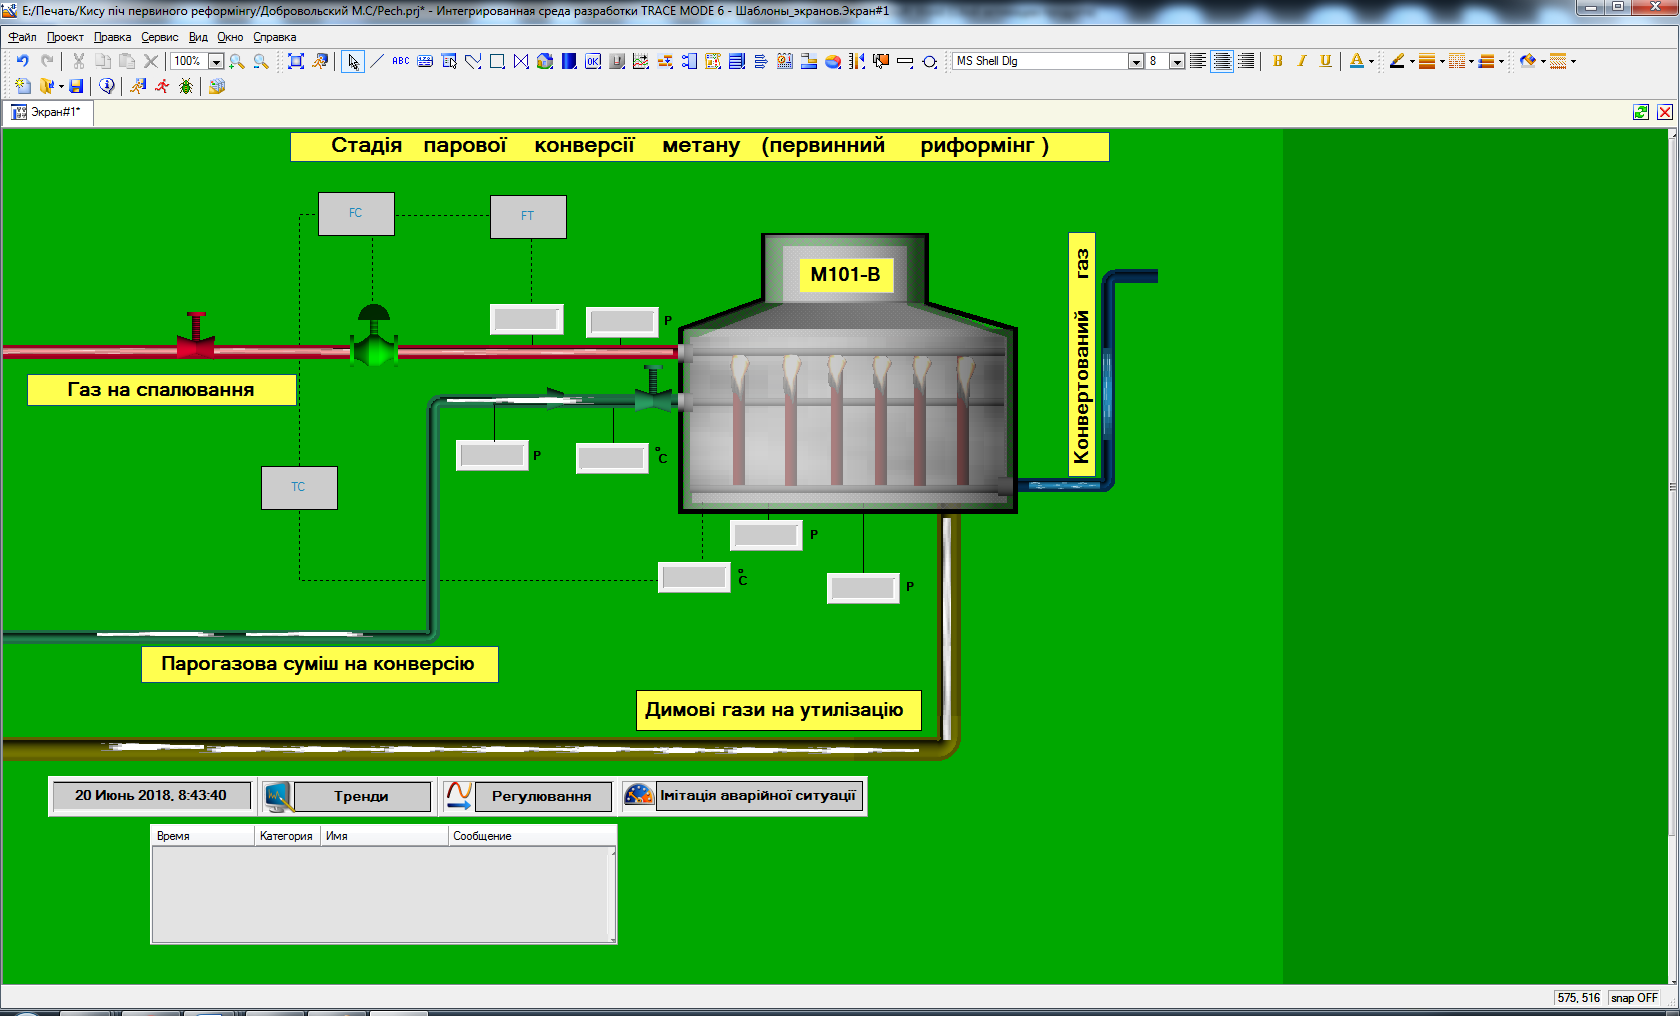 E:/Печать/Кису піч первиного реформінгу/Добровольский М.С/Pech.prj* - Интегрированная среда разработки TRACE MODE 6 - Шаблоны_экранов.Экран#1
Файл Проект Правка Сервис Вид Окно Справка
100% ABC OK MS Shell Dlg 8 B I U A
Экран#1*
Стадія парової конверсії метану (первинний риформінг )
FC
FT
M101-B
P
Конвертований газ
Газ на спалювання
P
°C
TC
P
°C
P
Парогазова суміш на конверсію
Димові гази на утилізацію
20 Июнь 2018, 8:43:40 Тренди Регулювання Імітація аварійної ситуації
Время Категория Имя Сообщение
575, 516 snap OFF